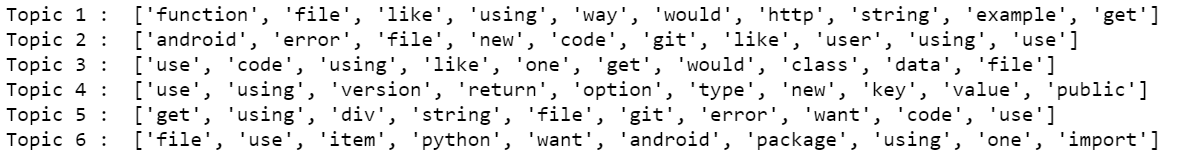 Topic 1 :  ['function', 'file', 'like', 'using', 'way', 'would', 'http', 'string', 'example', 'get']
Topic 2 :  ['android', 'error', 'file', 'new', 'code', 'git', 'like', 'user', 'using', 'use']
Topic 3 :  ['use', 'code', 'using', 'like', 'one', 'get', 'would', 'class', 'data', 'file']
Topic 4 :  ['use', 'using', 'version', 'return', 'option', 'type', 'new', 'key', 'value', 'public']
Topic 5 :  ['get', 'using', 'div', 'string', 'file', 'git', 'error', 'want', 'code', 'use']
Topic 6 :  ['file', 'use', 'item', 'python', 'want', 'android', 'package', 'using', 'one', 'import']